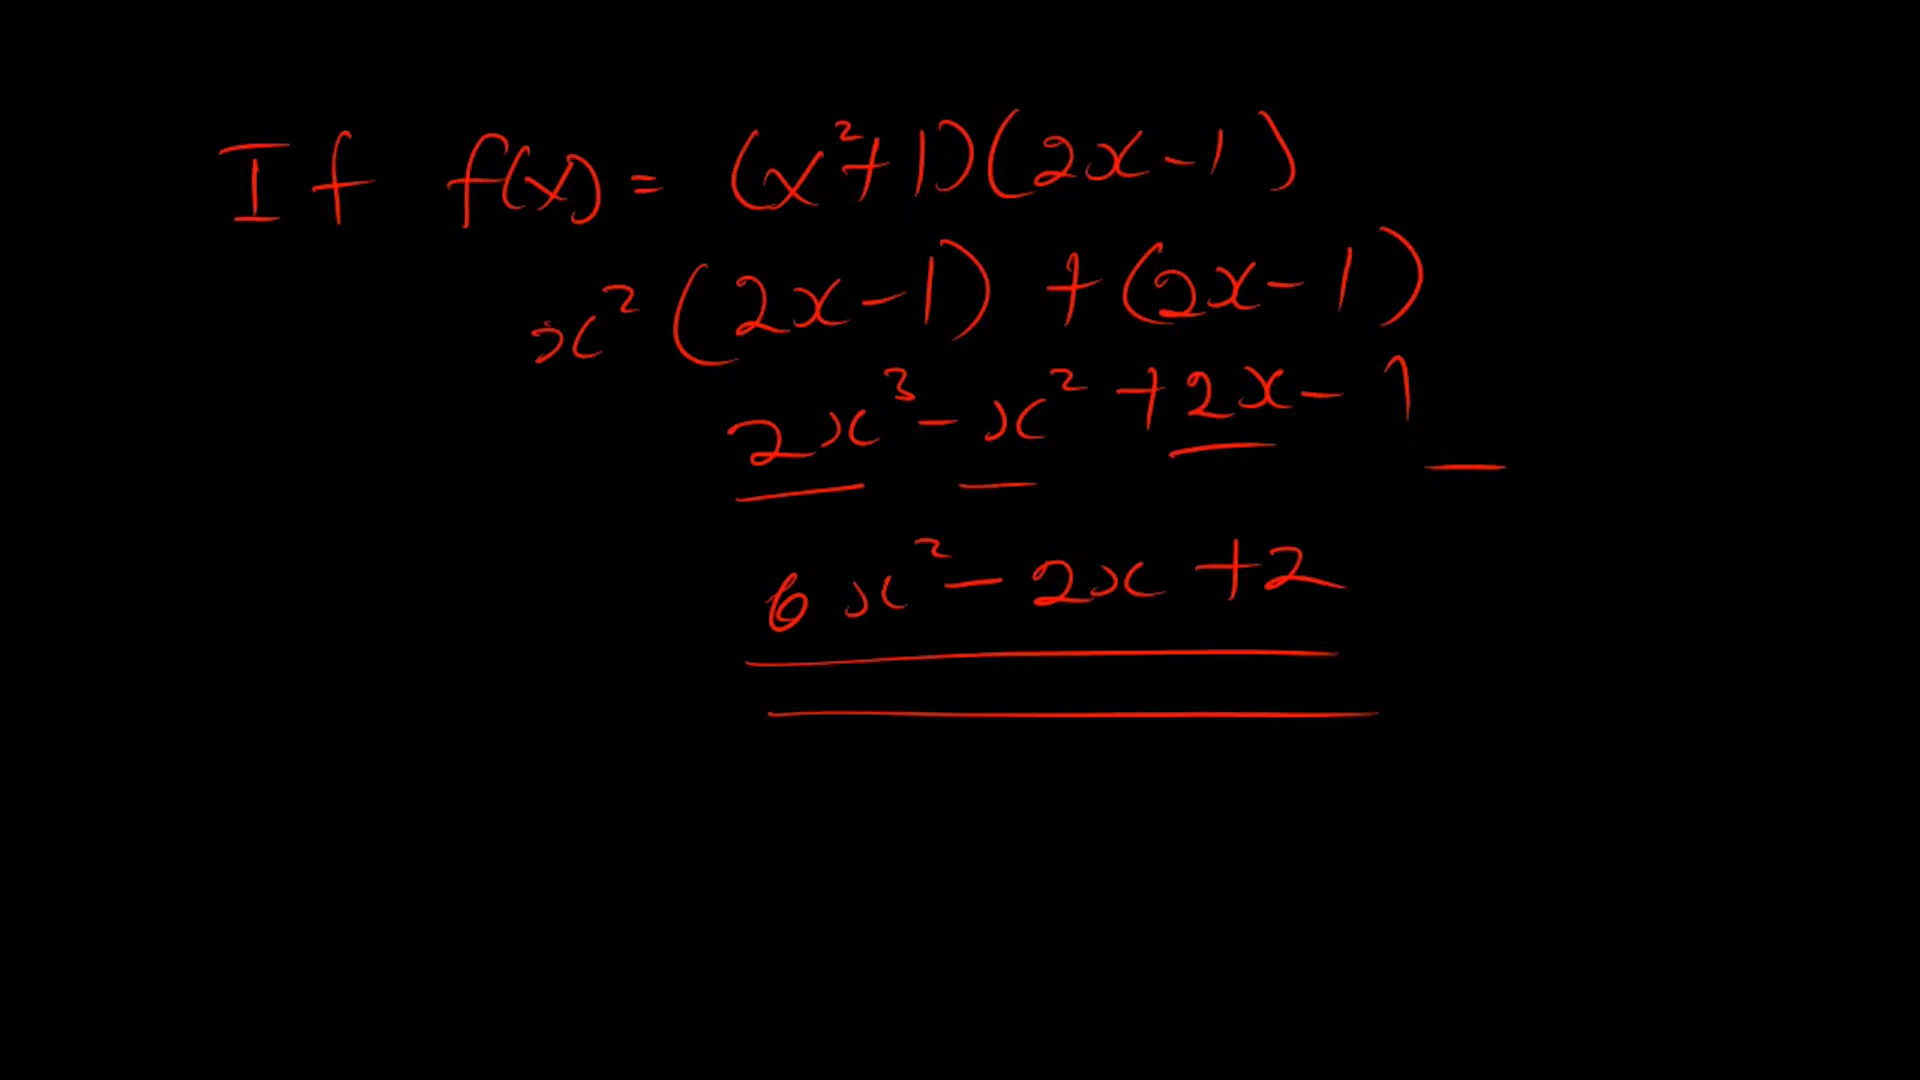 If f(x) = (x²+1)(2x-1)
x²(2x-1) + (2x-1)
2x³ - x² + 2x - 1
6x² - 2x + 2